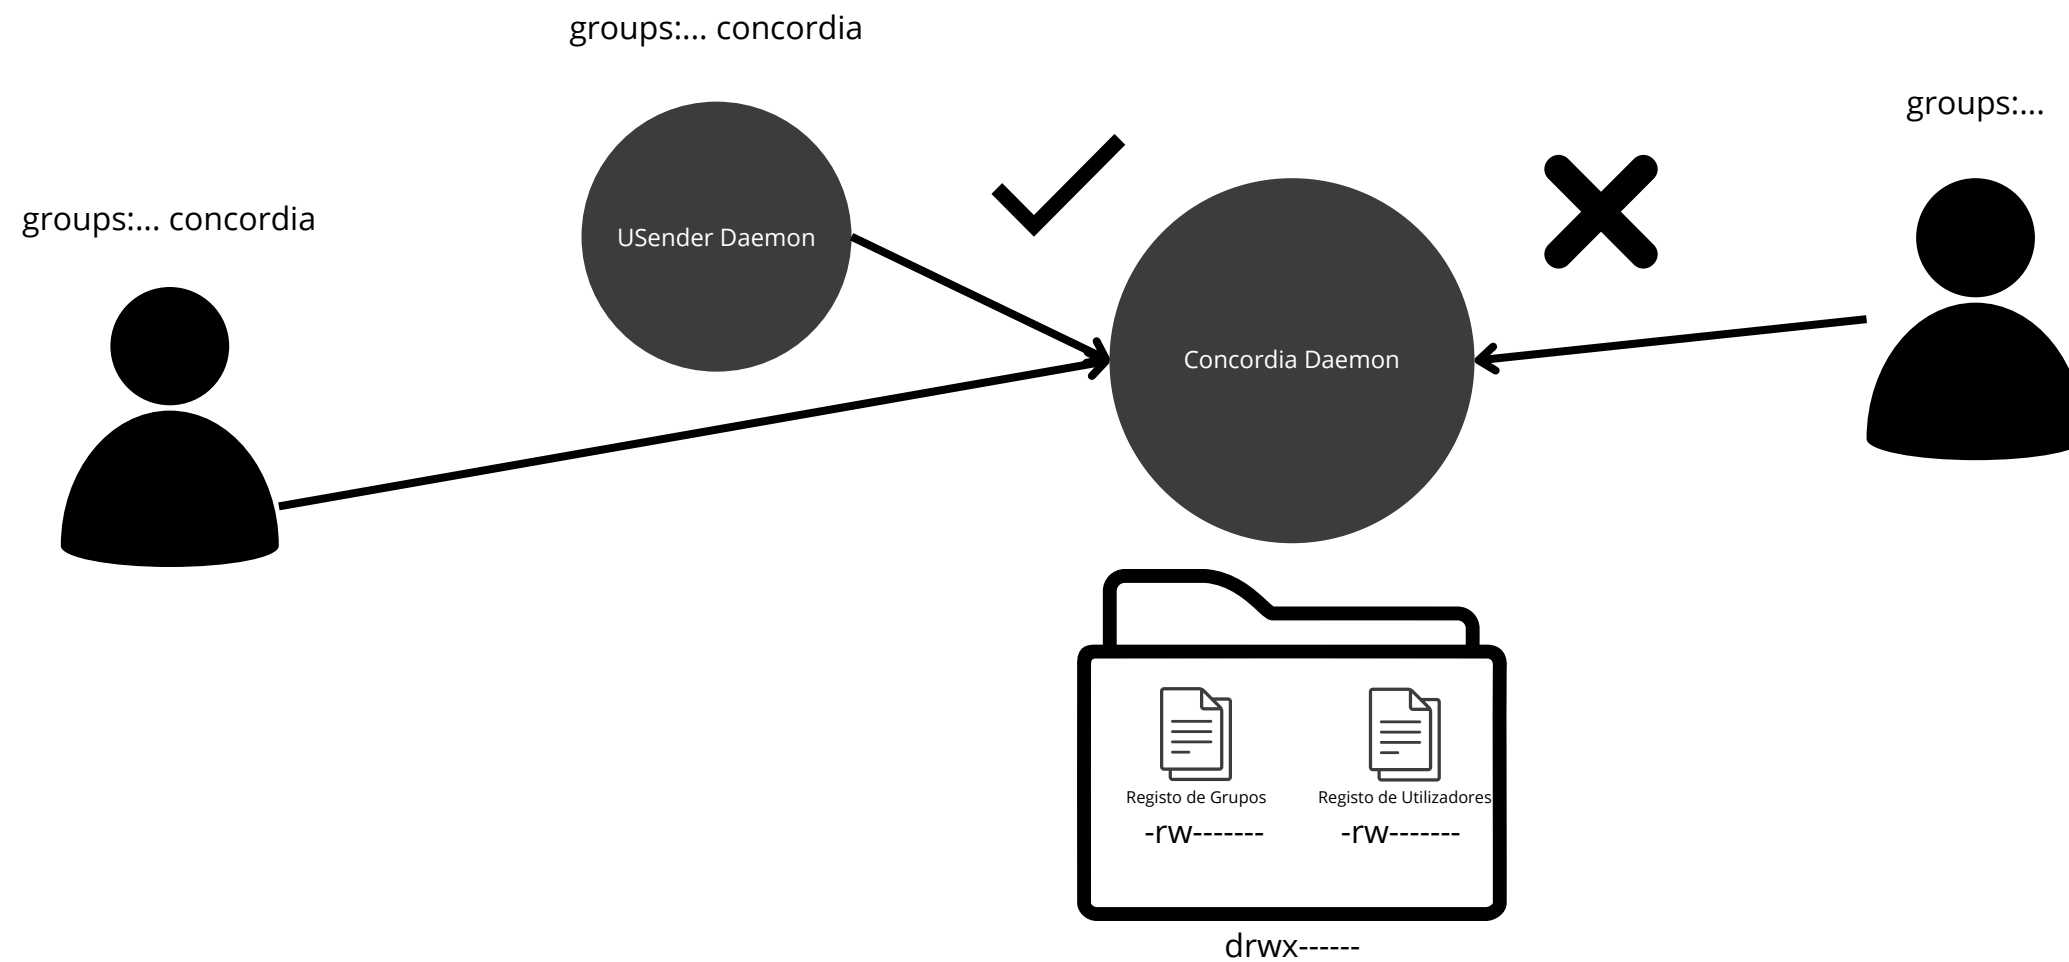 groups:... concordia
groups:...
groups:... concordia
USender Daemon
Concordia Daemon
Registo de Grupos
Registo de Utilizadores
-rw-------
-rw-------
drwx------